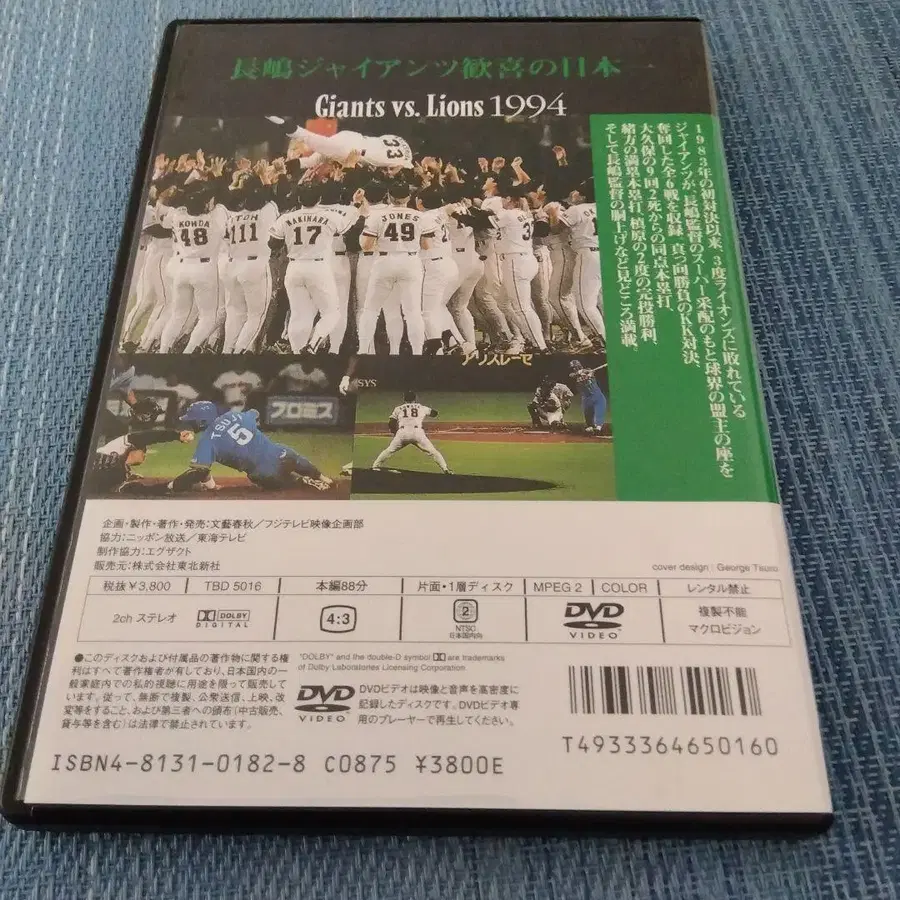 長嶋ジャイアンツ歓喜の日本一
Giants vs. Lions 1994
1983年の初対決以来、3度ライオンズに敗れている
ジャイアンツが、長嶋監督のスーパー采配のもと球界の盟主の座を
奪回した全6戦を収録。真っ向勝負のKK対決、
大久保の9回2死からの同点本塁打、
緒方の満塁本塁打、槙原の2度の完投勝利、
そして長嶋監督の胴上げなど見どころ満載。
33
KOHDA
48
ITOH
111
MAKIHARA
17
JONES
49
TSUJI
5
プロミス
SYS
18
企画・製作・著作・発売：文藝春秋／フジテレビ映像企画部
協力：ニッポン放送／東海テレビ
制作協力：エグザクト
販売元：株式会社東北新社
cover design｜George Tsuro
税抜¥3,800
TBD 5016
本編88分
片面・1層ディスク
MPEG 2
COLOR
レンタル禁止
2ch ステレオ
DOLBY
DIGITAL
4:3
2
NTSC
日本国内向
DVD
VIDEO
複製不能
マクロビジョン
●このディスクおよび付属品の著作物に関する権
利はすべて著作権者が有しており、日本国内の一
般家庭内での私的視聴に用途を限って販売して
います。従って、無断で複製、公衆送信、上映、改
変等をすること、および第三者への頒布（中古販売、
貸与等を含む）は法律で禁止されています。
"DOLBY" and the double-D symbol are trademarks
of Dolby Laboratories Licensing Corporation
DVD
VIDEO
DVDビデオは映像と音声を高密度に
記録したディスクです。DVDビデオ専
用のプレーヤーで再生してください。
T4933364650160
ISBN4-8131-0182-8 C0875 ¥3800E